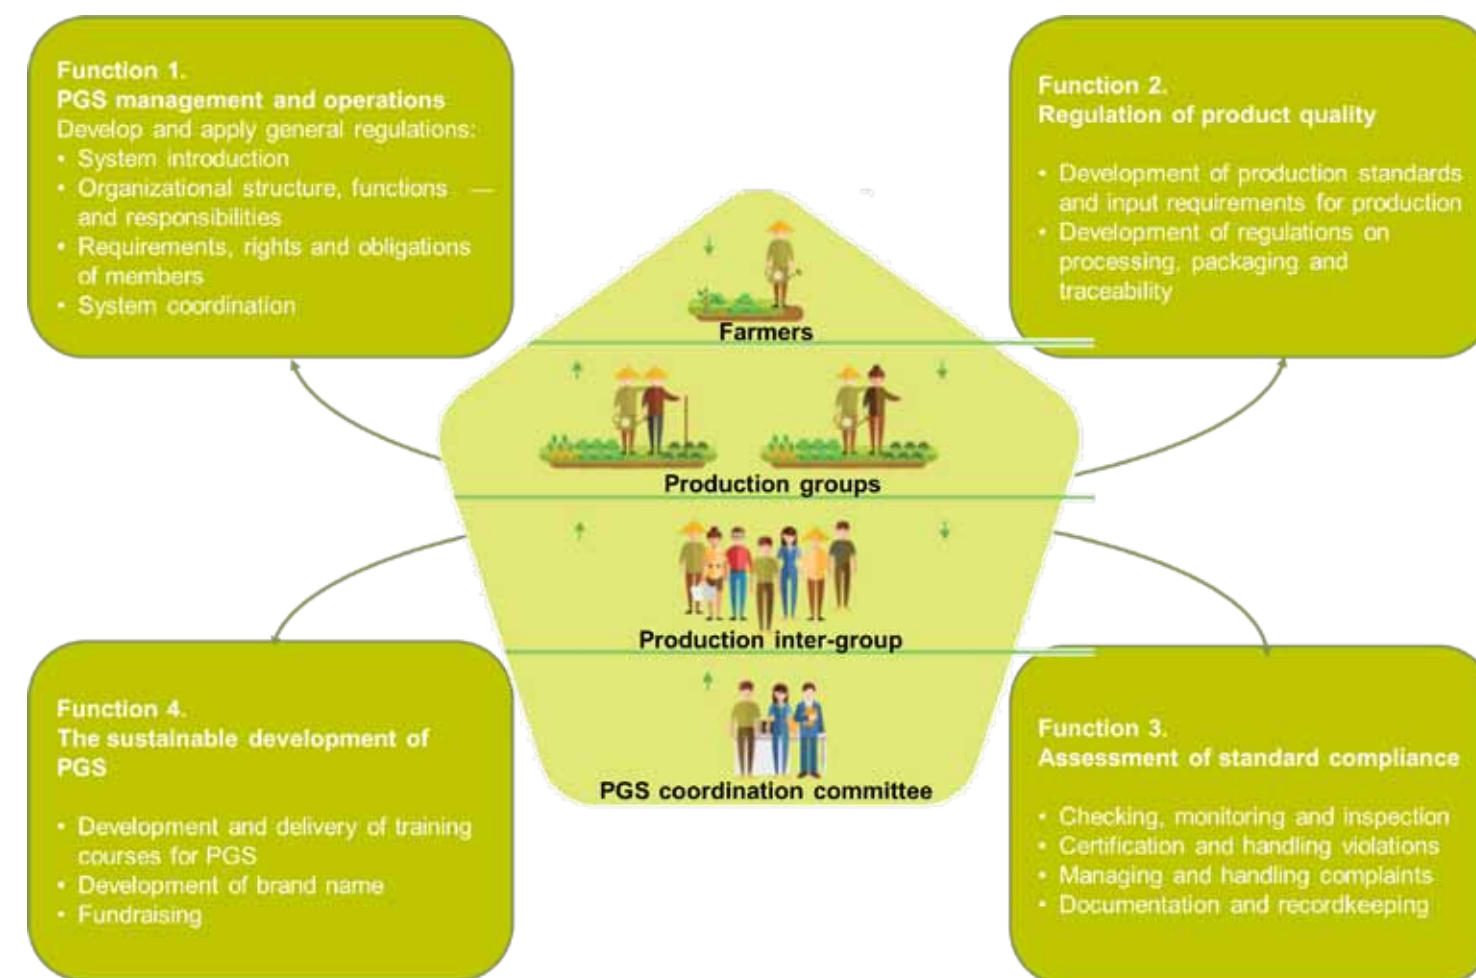 Function 1.
PGS management and operations
Develop and apply general regulations:
• System introduction
• Organizational structure, functions —
and responsibilities
• Requirements, rights and obligations
of members
• System coordination
Function 2.
Regulation of product quality
• Development of production standards
and input requirements for production
• Development of regulations on
processing, packaging and
traceability
Farmers
Production groups
Production inter-group
PGS coordination committee
Function 4.
The sustainable development of
PGS
• Development and delivery of training
courses for PGS
• Development of brand name
• Fundraising
Function 3.
Assessment of standard compliance
• Checking, monitoring and inspection
• Certification and handling violations
• Managing and handling complaints
• Documentation and recordkeeping